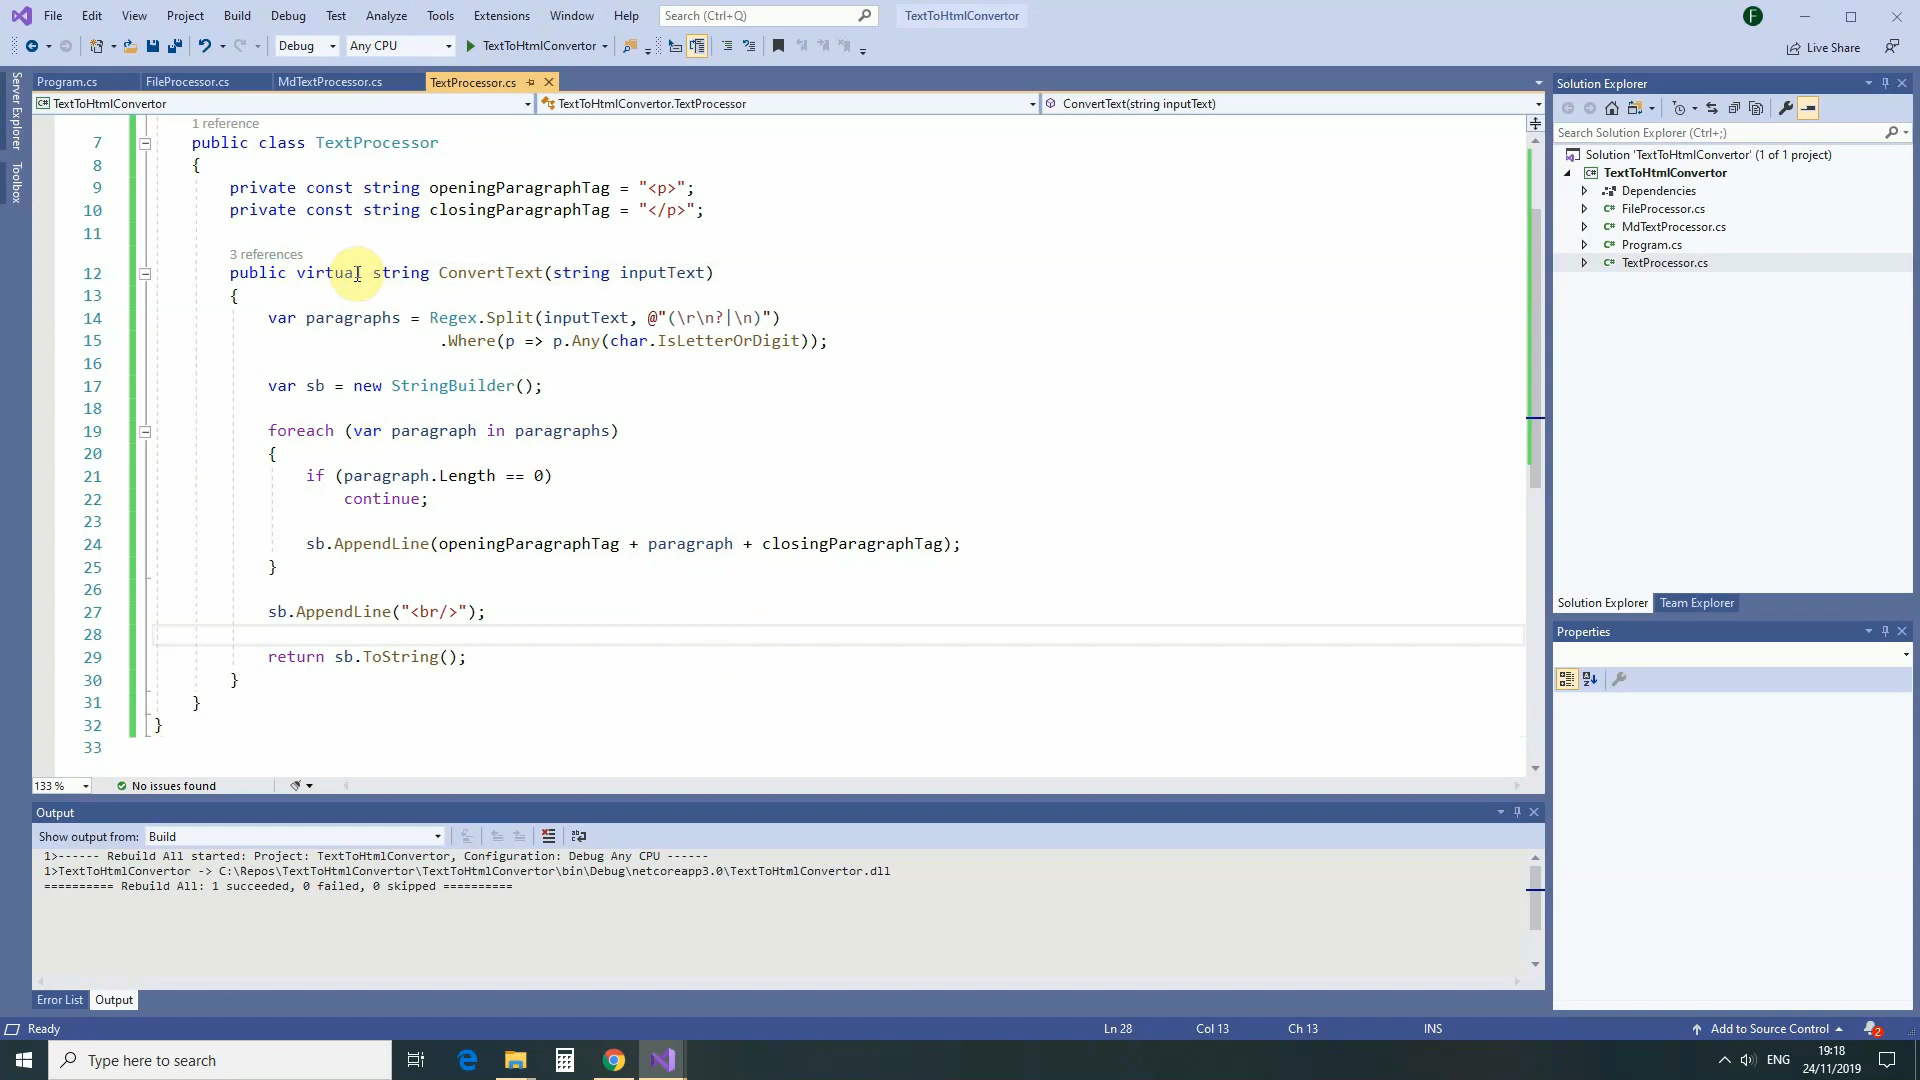 File Edit View Project Build Debug Test Analyze Tools Extensions Window Help Search (Ctrl+Q) TextToHtmlConvertor F
Debug Any CPU TextToHtmlConvertor Live Share
Server Explorer
Toolbox
Program.cs FileProcessor.cs MdTextProcessor.cs TextProcessor.cs
TextToHtmlConvertor TextToHtmlConvertor.TextProcessor ConvertText(string inputText)
1 reference
7 public class TextProcessor
8 {
9 private const string openingParagraphTag = "<p>";
10 private const string closingParagraphTag = "</p>";
11
3 references
12 public virtual string ConvertText(string inputText)
13 {
14 var paragraphs = Regex.Split(inputText, @"(\r\n?|\n)")
15 .Where(p => p.Any(char.IsLetterOrDigit));
16
17 var sb = new StringBuilder();
18
19 foreach (var paragraph in paragraphs)
20 {
21 if (paragraph.Length == 0)
22 continue;
23
24 sb.AppendLine(openingParagraphTag + paragraph + closingParagraphTag);
25 }
26
27 sb.AppendLine("<br/>");
28
29 return sb.ToString();
30 }
31 }
32 }
33
133 % No issues found
Output
Show output from: Build
1>------ Rebuild All started: Project: TextToHtmlConvertor, Configuration: Debug Any CPU ------
1>TextToHtmlConvertor -> C:\Repos\TextToHtmlConvertor\TextToHtmlConvertor\bin\Debug\netcoreapp3.0\TextToHtmlConvertor.dll
========== Rebuild All: 1 succeeded, 0 failed, 0 skipped ==========
Error List Output
Solution Explorer
Search Solution Explorer (Ctrl+;)
Solution 'TextToHtmlConvertor' (1 of 1 project)
TextToHtmlConvertor
Dependencies
FileProcessor.cs
MdTextProcessor.cs
Program.cs
TextProcessor.cs
Solution Explorer Team Explorer
Properties
Ready Ln 28 Col 13 Ch 13 INS Add to Source Control 2
Type here to search ENG 19:18
24/11/2019